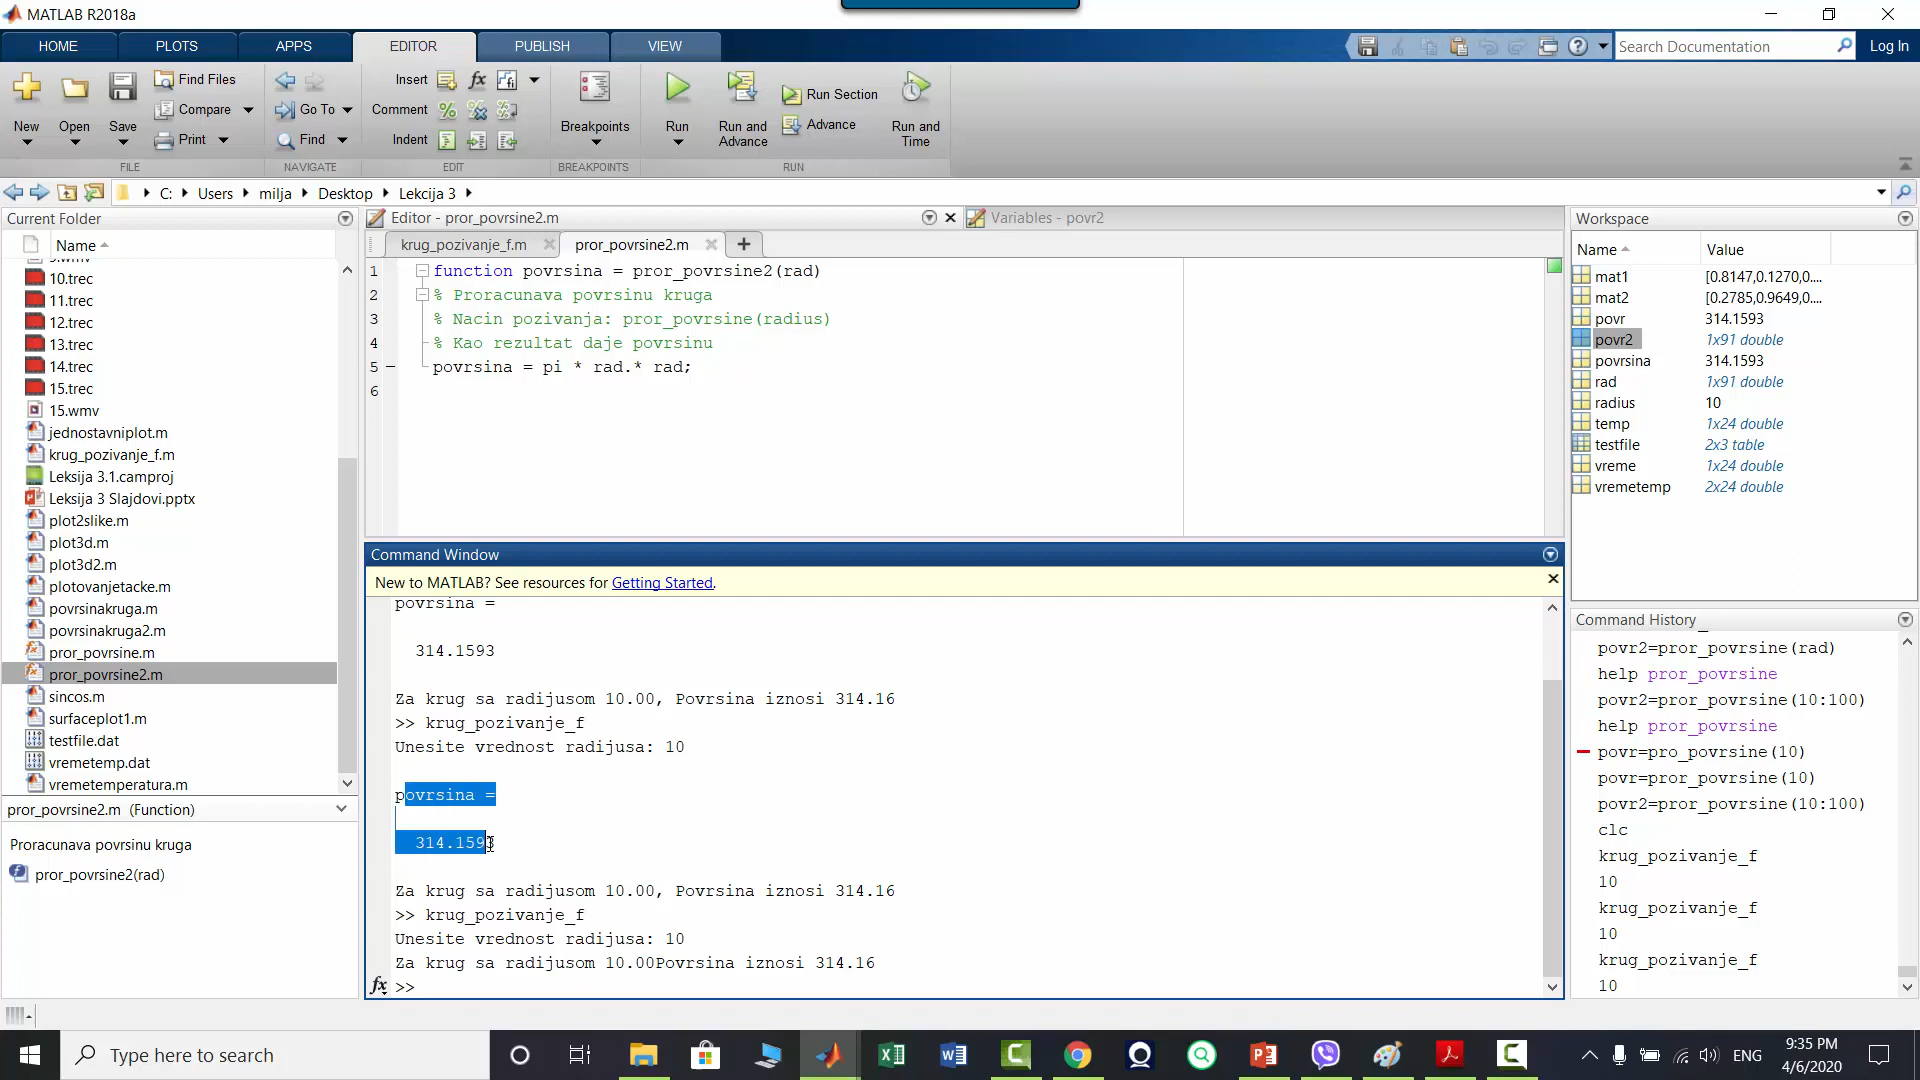 MATLAB R2018a
HOME PLOTS APPS EDITOR PUBLISH VIEW
Search Documentation
Log In
New
Open
Save
Find Files
Compare
Print
Go To
Find
Insert
Comment
Indent
Breakpoints
Run
Run and Advance
Run Section
Advance
Run and Time
FILE NAVIGATE EDIT BREAKPOINTS RUN
C: Users milja Desktop Lekcija 3
Current Folder
Name
9.wmv
10.trec
11.trec
12.trec
13.trec
14.trec
15.trec
15.wmv
jednostavniplot.m
krug_pozivanje_f.m
Leksija 3.1.camproj
Leksija 3 Slajdovi.pptx
plot2slike.m
plot3d.m
plot3d2.m
plotovanjetacke.m
povrsinakruga.m
povrsinakruga2.m
pror_povrsine.m
pror_povrsine2.m
sincos.m
surfaceplot1.m
testfile.dat
vremetemp.dat
vremetemperatura.m
pror_povrsine2.m (Function)
Proracunava povrsinu kruga
pror_povrsine2(rad)
Editor - pror_povrsine2.m
Variables - povr2
krug_pozivanje_f.m
pror_povrsine2.m
1 function povrsina = pror_povrsine2(rad)
2 % Proracunava povrsinu kruga
3 % Nacin pozivanja: pror_povrsine(radius)
4 % Kao rezultat daje povrsinu
5 – povrsina = pi * rad.* rad;
6
Command Window
New to MATLAB? See resources for Getting Started.
povrsina =
314.1593
Za krug sa radijusom 10.00, Povrsina iznosi 314.16
>> krug_pozivanje_f
Unesite vrednost radijusa: 10
povrsina =
314.1593
Za krug sa radijusom 10.00, Povrsina iznosi 314.16
>> krug_pozivanje_f
Unesite vrednost radijusa: 10
Za krug sa radijusom 10.00Povrsina iznosi 314.16
fx >>
Workspace
Name Value
mat1 [0.8147,0.1270,0....
mat2 [0.2785,0.9649,0....
povr 314.1593
povr2 1x91 double
povrsina 314.1593
rad 1x91 double
radius 10
temp 1x24 double
testfile 2x3 table
vreme 1x24 double
vremetemp 2x24 double
Command History
povr2=pror_povrsine(rad)
help pror_povrsine
povr2=pror_povrsine(10:100)
help pror_povrsine
povr=pro_povrsine(10)
povr=pror_povrsine(10)
povr2=pror_povrsine(10:100)
clc
krug_pozivanje_f
10
krug_pozivanje_f
10
krug_pozivanje_f
10
Type here to search
ENG
9:35 PM
4/6/2020